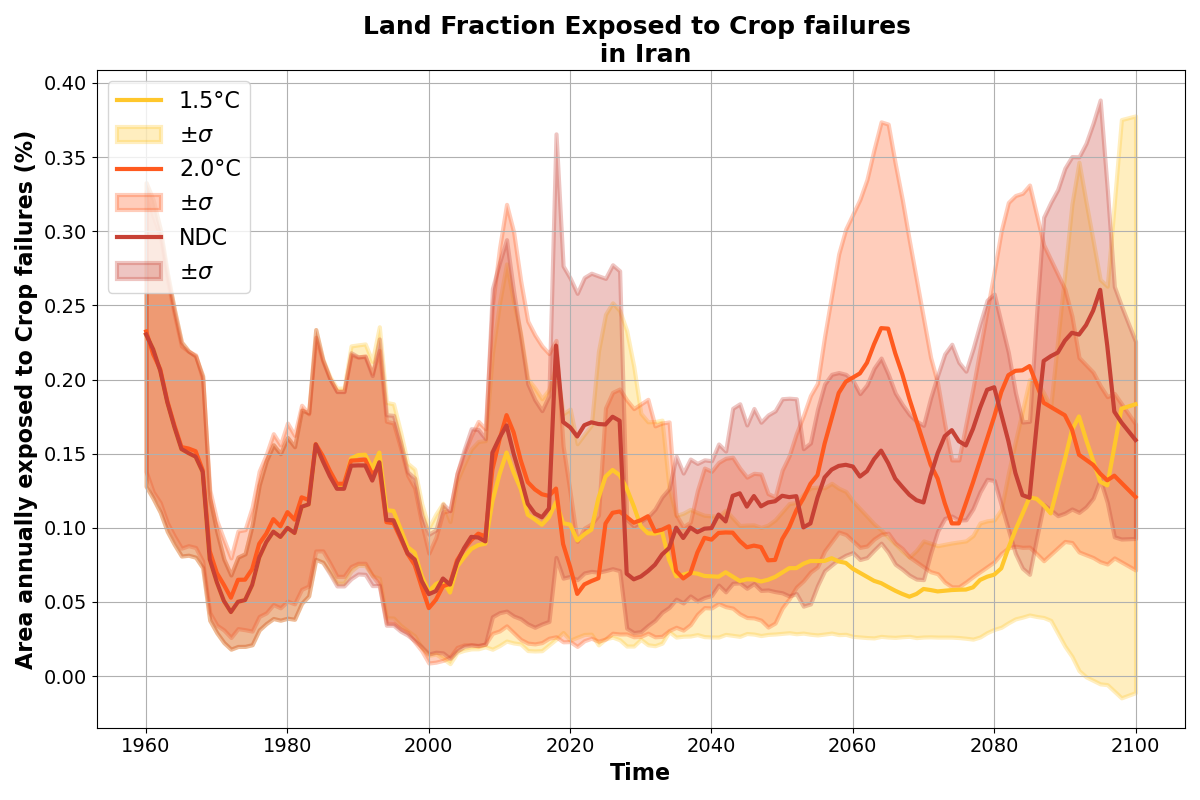 Land Fraction Exposed to Crop failures
in Iran
Area annually exposed to Crop failures (%)
0.40
0.35
0.30
0.25
0.20
0.15
0.10
0.05
0.00
1.5°C
±σ
2.0°C
±σ
NDC
±σ
1960 1980 2000 2020 2040 2060 2080 2100
Time